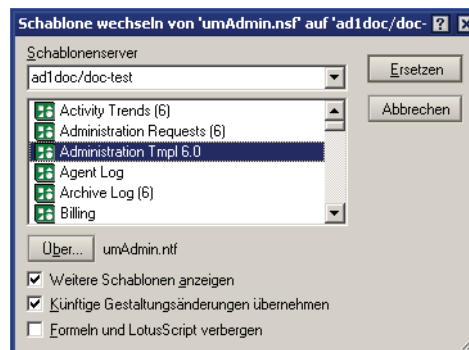 Schablone wechseln von 'umAdmin.nsf' auf 'ad1doc/doc-
Schablonenserver
ad1doc/doc-test
Ersetzen
Abbrechen
Activity Trends (6)
Administration Requests (6)
Administration Tmpl 6.0
Agent Log
Archive Log (6)
Billing
Über... umAdmin.ntf
Weitere Schablonen anzeigen
Künftige Gestaltungsänderungen übernehmen
Formeln und LotusScript verbergen